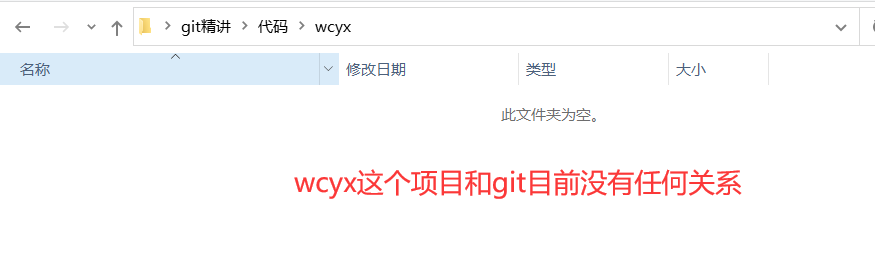 git精讲 代码 wcyx
名称 修改日期 类型 大小
此文件夹为空。
wcyx这个项目和git目前没有任何关系